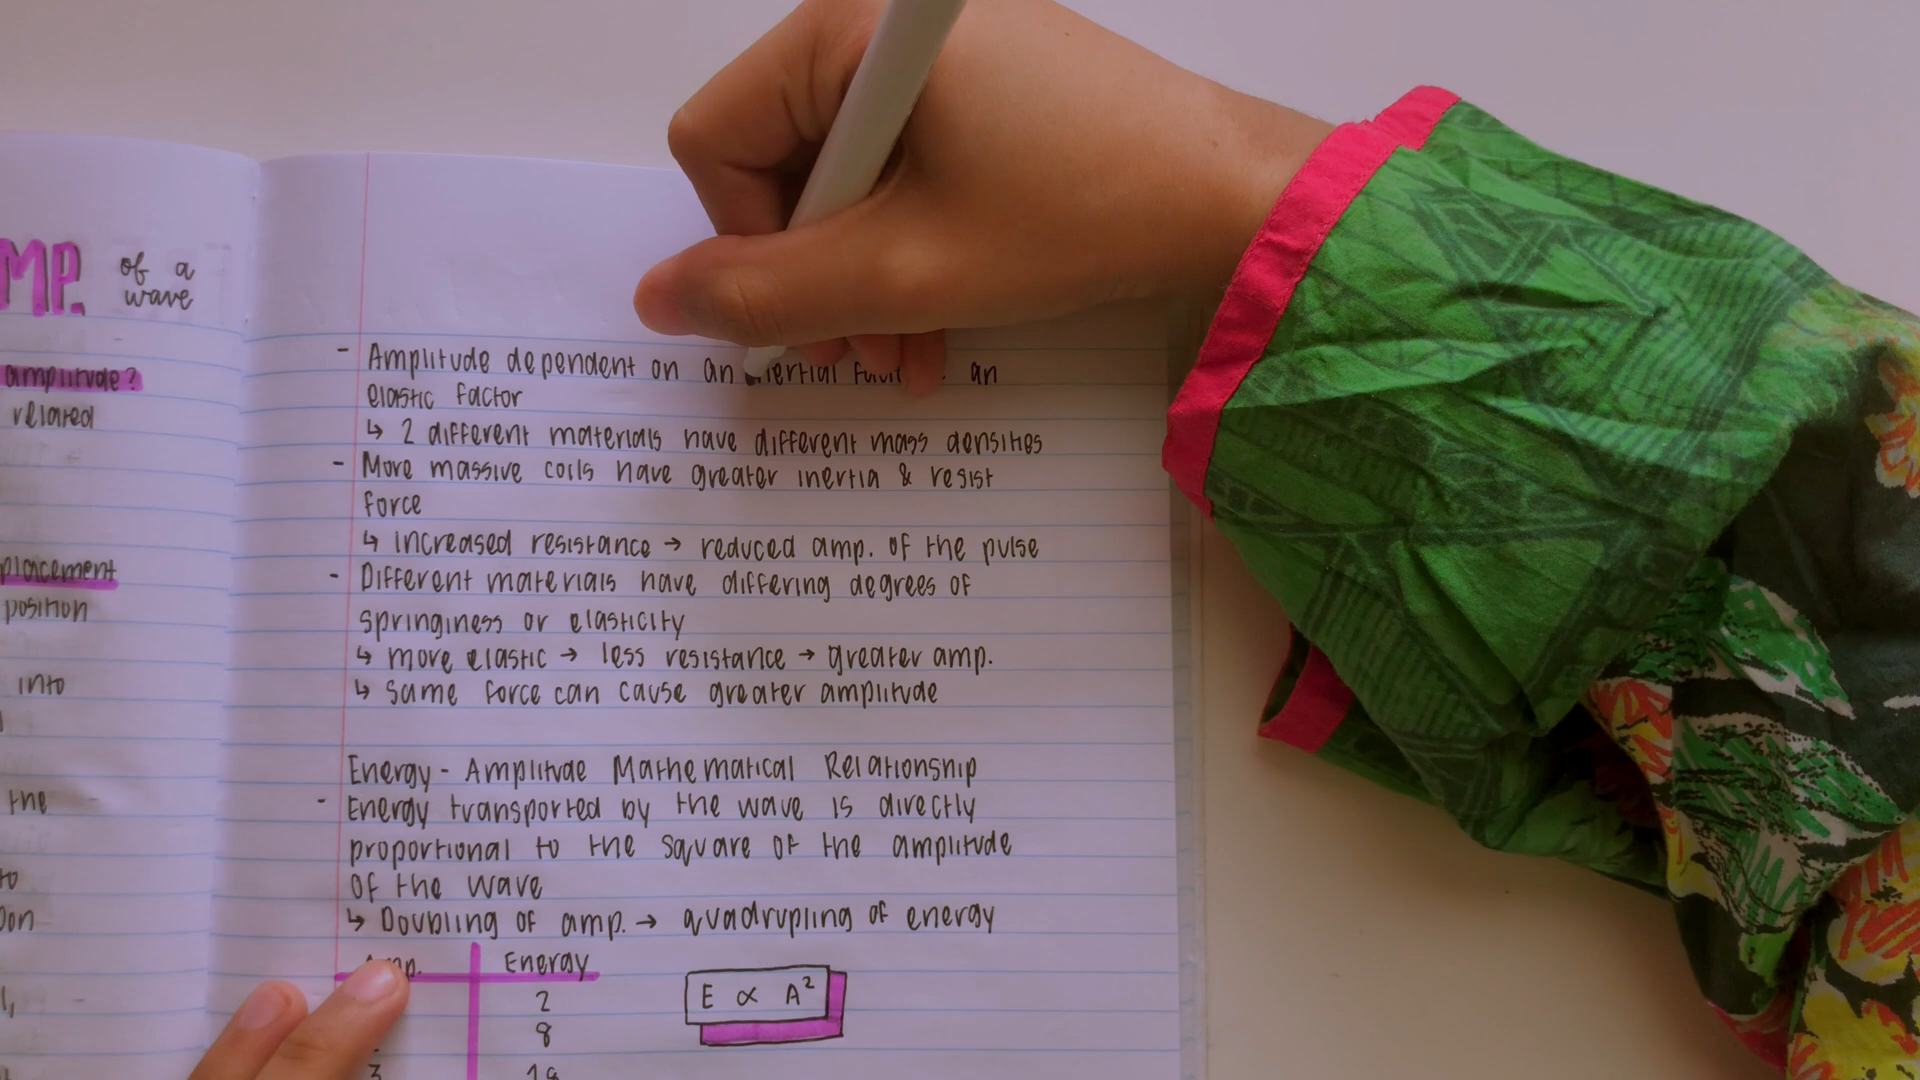 MP. of a
wave
amplitude?
related
placement
position
into
the
to
- Amplitude dependent on an inertial an
elastic factor
↳ 2 different materials have different mass densities
- More massive coils have greater inertia & resist
force
↳ increased resistance → reduced amp. of the pulse
- Different materials have differing degrees of
springiness or elasticity
↳ more elastic → less resistance → greater amp.
↳ same force can cause greater amplitude
Energy - Amplitude Mathematical Relationship
- Energy transported by the wave is directly
proportional to the square of the amplitude
of the wave
↳ Doubling of amp. → quadrupling of energy
Energy
2
8
3 18
E ∝ A²